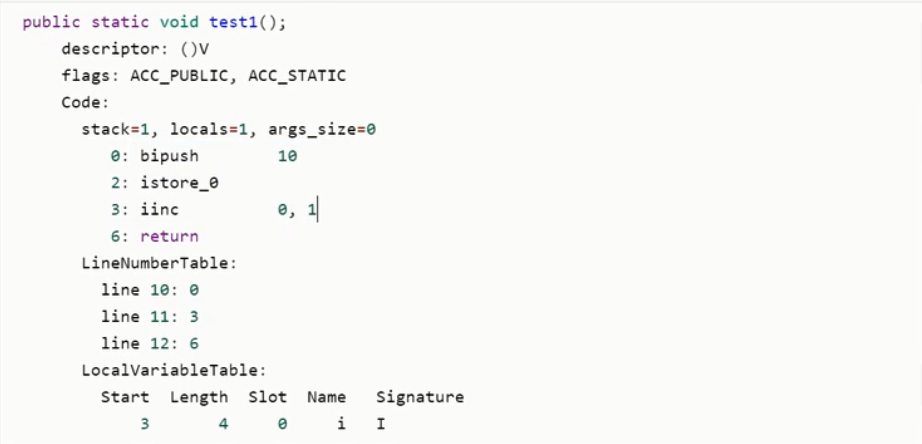 public static void test1();
descriptor: ()V
flags: ACC_PUBLIC, ACC_STATIC
Code:
stack=1, locals=1, args_size=0
0: bipush 10
2: istore_0
3: iinc 0, 1
6: return
LineNumberTable:
line 10: 0
line 11: 3
line 12: 6
LocalVariableTable:
Start Length Slot Name Signature
3 4 0 i I